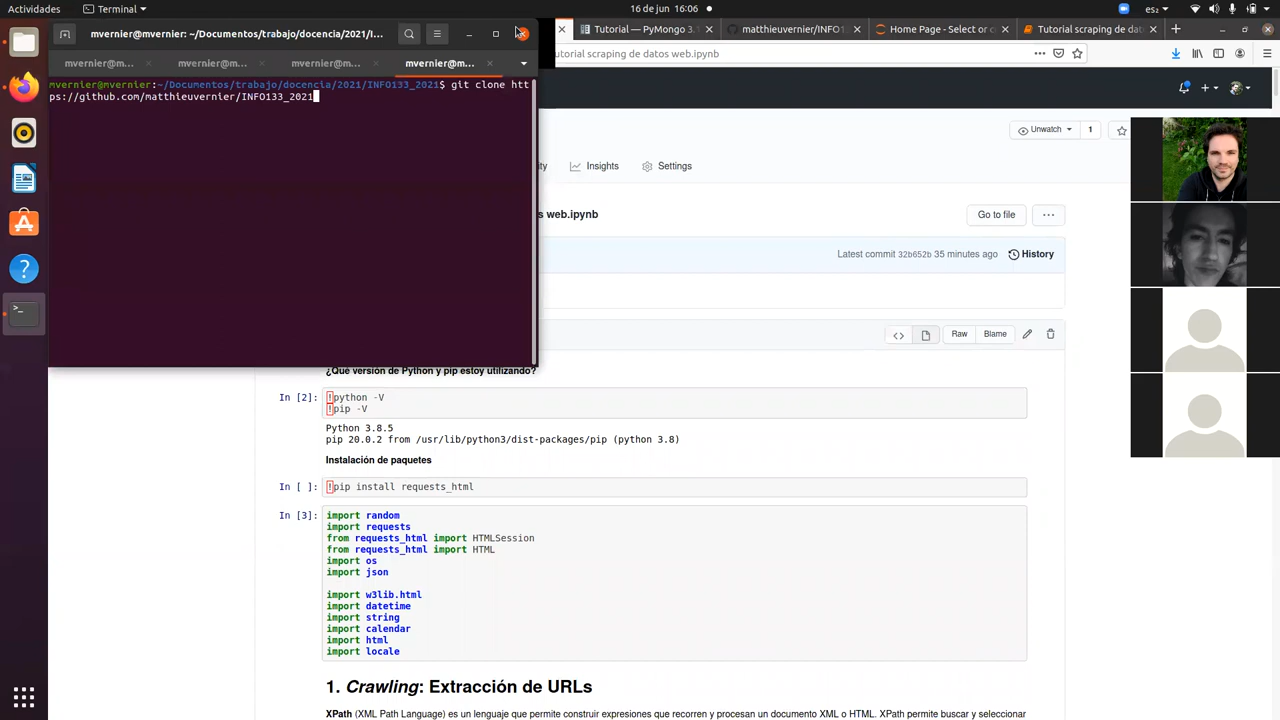 Actividades
Terminal
16 de jun 16:06
es₂
mvernier@mvernier: ~/Documentos/trabajo/docencia/2021/I...
mvernier@m...
mvernier@m...
mvernier@m...
mvernier@m...
mvernier@mvernier:~/Documentos/trabajo/docencia/2021/INFO133_2021$ git clone htt
ps://github.com/matthieuvernier/INFO133_2021
Tutorial — PyMongo 3.1
matthieuvernier/INFO13
Home Page - Select or c
Tutorial scraping de dato
utorial scraping de datos web.ipynb
Unwatch
1
ity
Insights
Settings
s web.ipynb
Go to file
Latest commit 32b652b 35 minutes ago
History
Raw
Blame
¿Qué versión de Python y pip estoy utilizando?
In [2]:
!python -V
!pip -V
Python 3.8.5
pip 20.0.2 from /usr/lib/python3/dist-packages/pip (python 3.8)
Instalación de paquetes
In [ ]:
!pip install requests_html
In [3]:
import random
import requests
from requests_html import HTMLSession
from requests_html import HTML
import os
import json
import w3lib.html
import datetime
import string
import calendar
import html
import locale
1. Crawling: Extracción de URLs
XPath (XML Path Language) es un lenguaje que permite construir expresiones que recorren y procesan un documento XML o HTML. XPath permite buscar y seleccionar